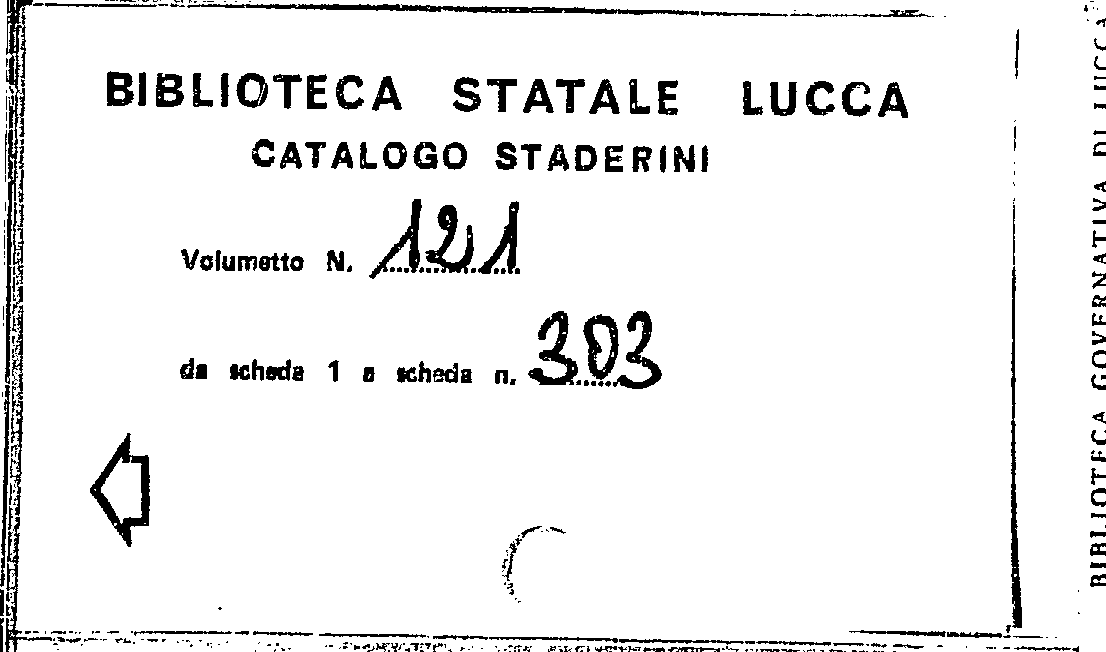 BIBLIOTECA STATALE LUCCA
CATALOGO STADERINI
Volumetto N. 121
da scheda 1 a scheda n. 303
BIBLIOTECA GOVERNATIVA DI LUCCA